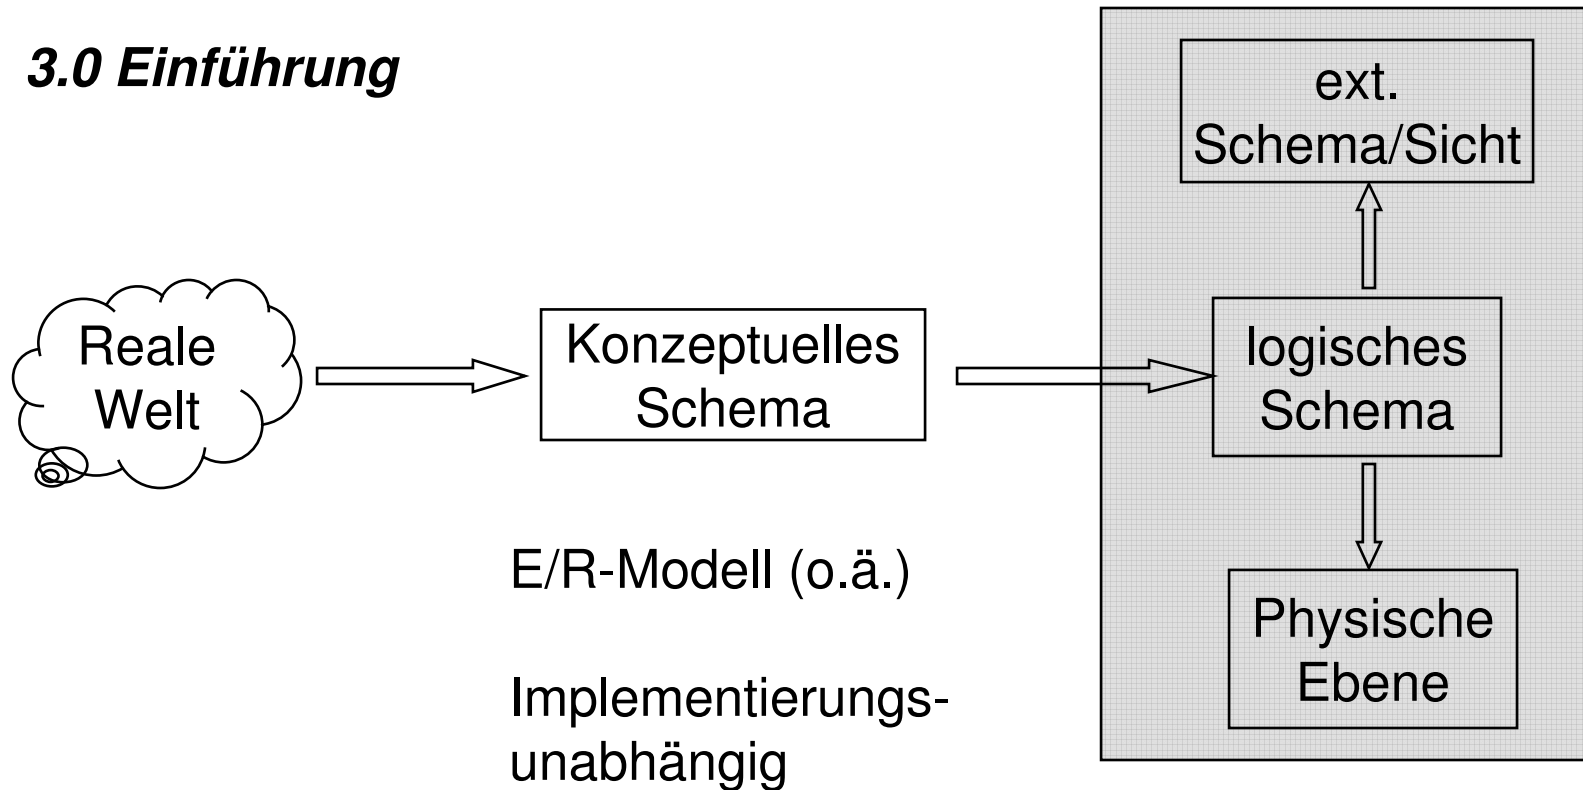 3.0 Einführung
ext.
Schema/Sicht
Reale
Welt
Konzeptuelles
Schema
logisches
Schema
E/R-Modell (o.ä.)
Implementierungs-
unabhängig
Physische
Ebene